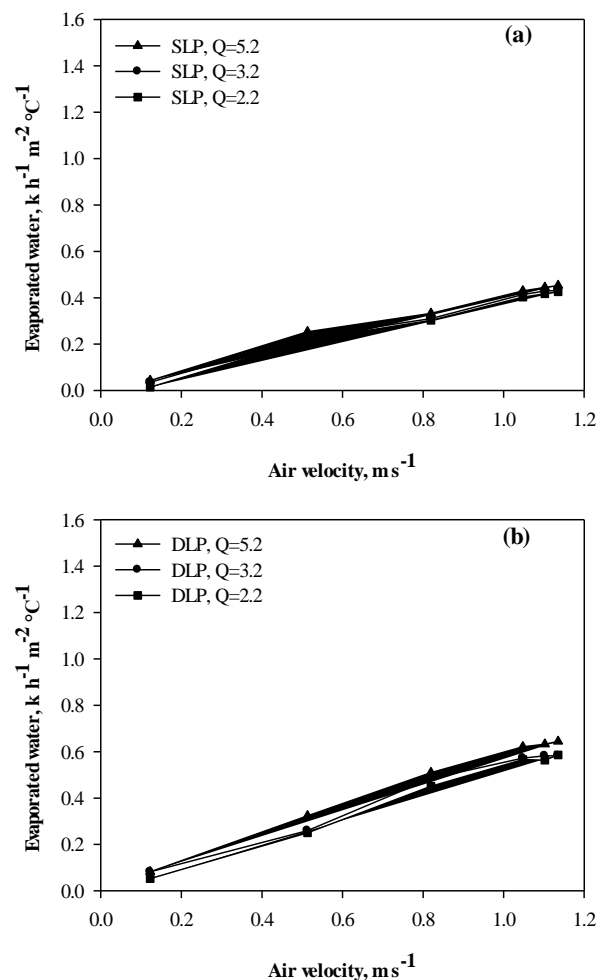 (a)
SLP, Q=5.2
SLP, Q=3.2
SLP, Q=2.2
Evaporated water, k h-1 m-2 °C-1
1.6
1.4
1.2
1.0
0.8
0.6
0.4
0.2
0.0
0.0 0.2 0.4 0.6 0.8 1.0 1.2
Air velocity, m s-1
(b)
DLP, Q=5.2
DLP, Q=3.2
DLP, Q=2.2
Evaporated water, k h-1 m-2 °C-1
1.6
1.4
1.2
1.0
0.8
0.6
0.4
0.2
0.0
0.0 0.2 0.4 0.6 0.8 1.0 1.2
Air velocity, m s-1